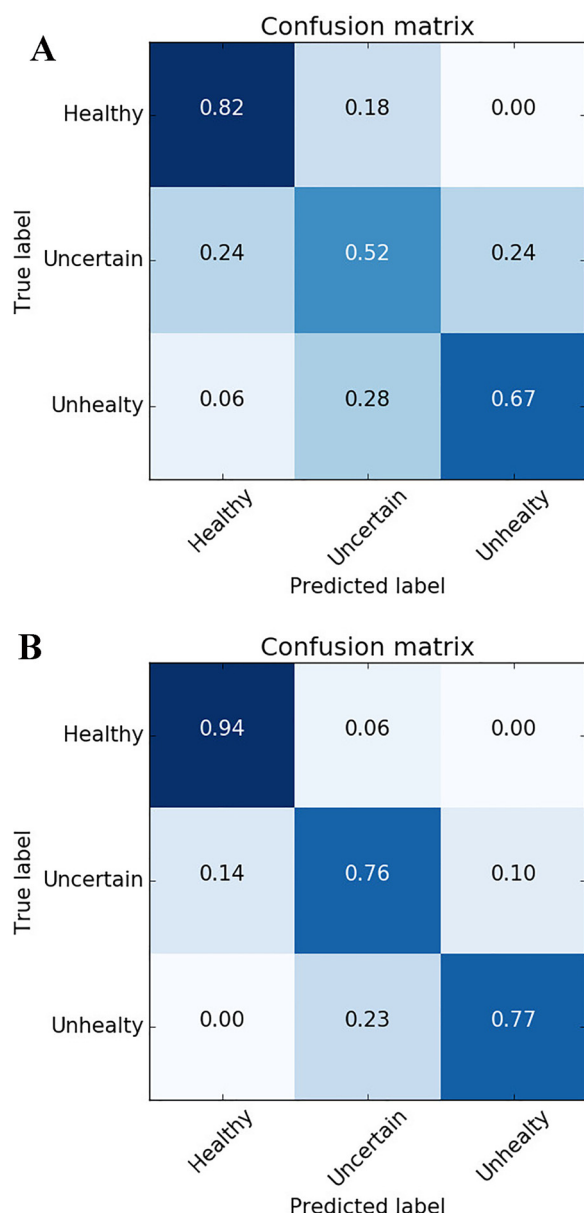 A
Confusion matrix
True label
Healthy 0.82 0.18 0.00
Uncertain 0.24 0.52 0.24
Unhealty 0.06 0.28 0.67
Healthy Uncertain Unhealthy
Predicted label
B
Confusion matrix
True label
Healthy 0.94 0.06 0.00
Uncertain 0.14 0.76 0.10
Unhealty 0.00 0.23 0.77
Healthy Uncertain Unhealty
Predicted label